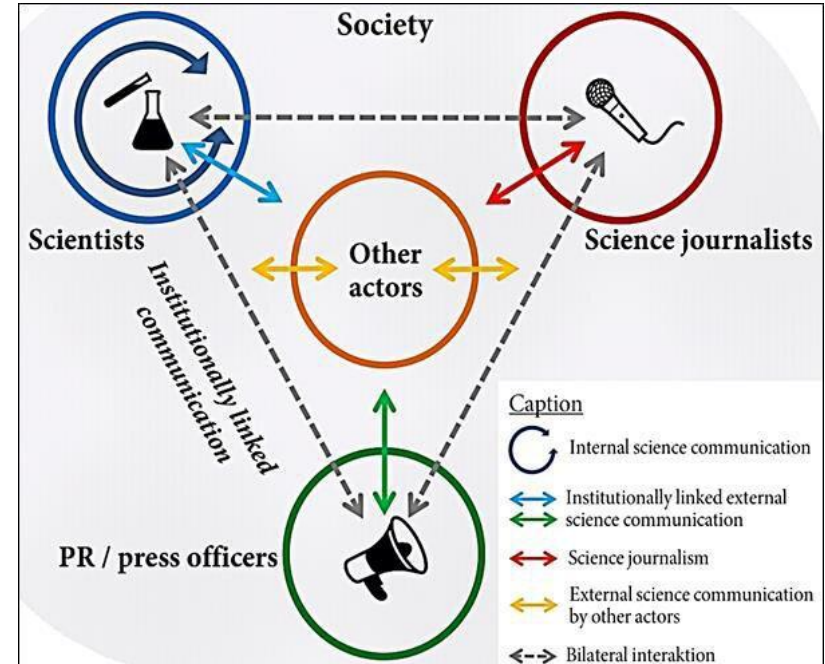 Society
Scientists
Science journalists
Other
actors
Institutionally linked
communication
PR / press officers
Caption
Internal science communication
Institutionally linked external
science communication
Science journalism
External science communication
by other actors
Bilateral interaktion